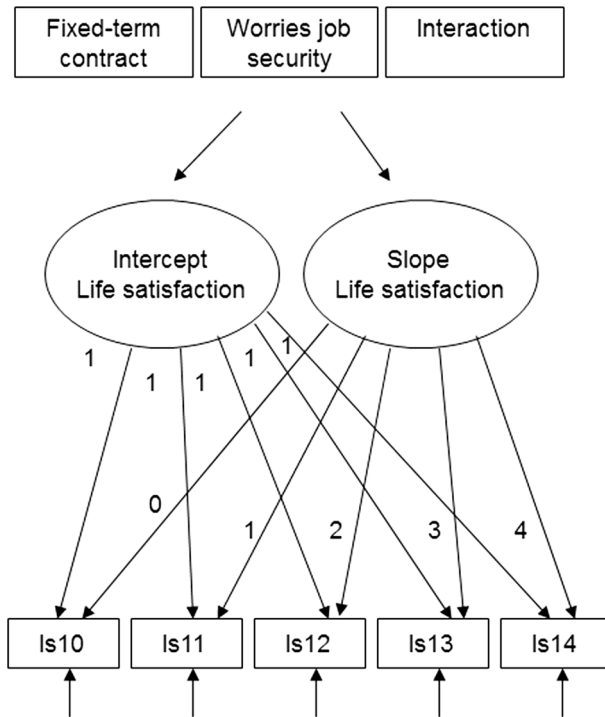 Fixed-term
contract
Worries job
security
Interaction
Intercept
Life satisfaction
Slope
Life satisfaction
1
1
1
1
1
0
1
2
3
4
ls10
ls11
ls12
ls13
ls14